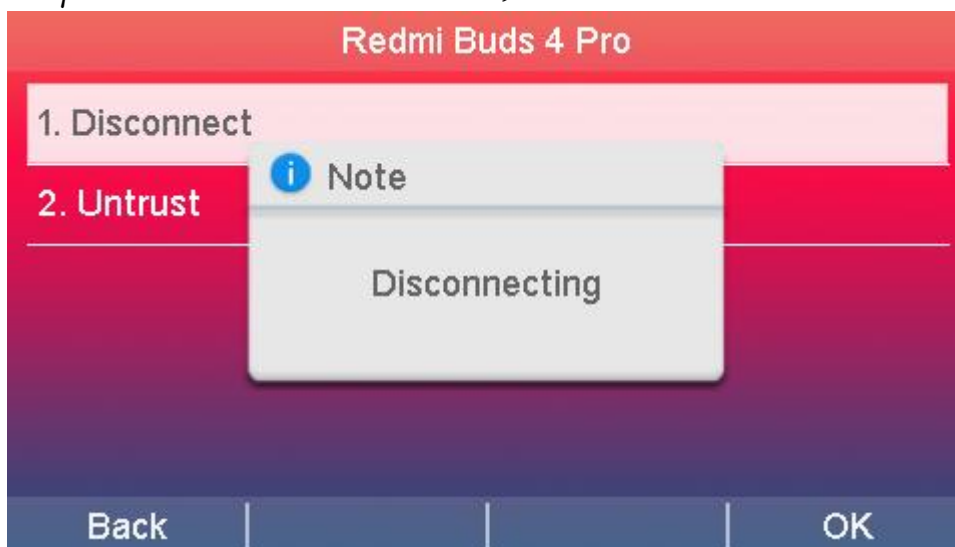 Redmi Buds 4 Pro
1. Disconnect
Note
2. Untrust
Disconnecting
Back
OK